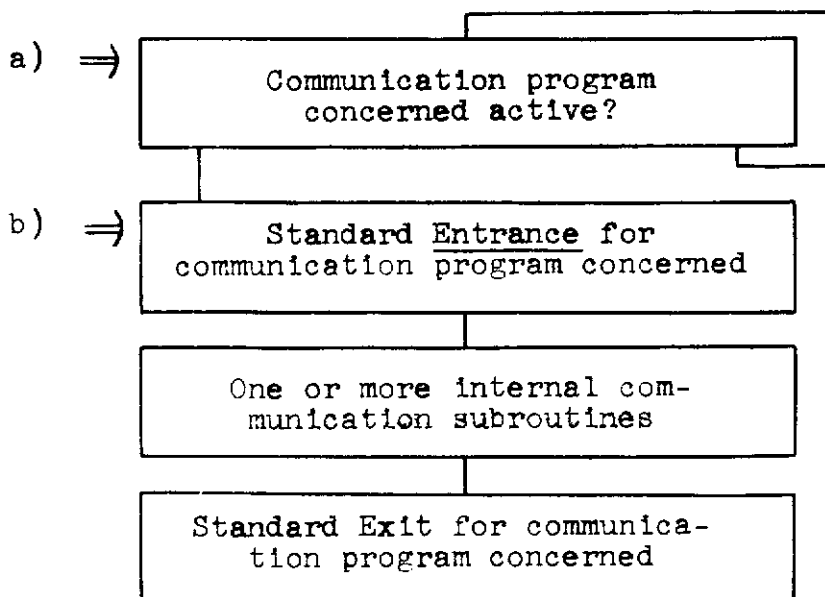 a) ⇒
Communication program
concerned active?
b) ⇒
Standard Entrance for
communication program concerned
One or more internal com-
munication subroutines
Standard Exit for communica-
tion program concerned